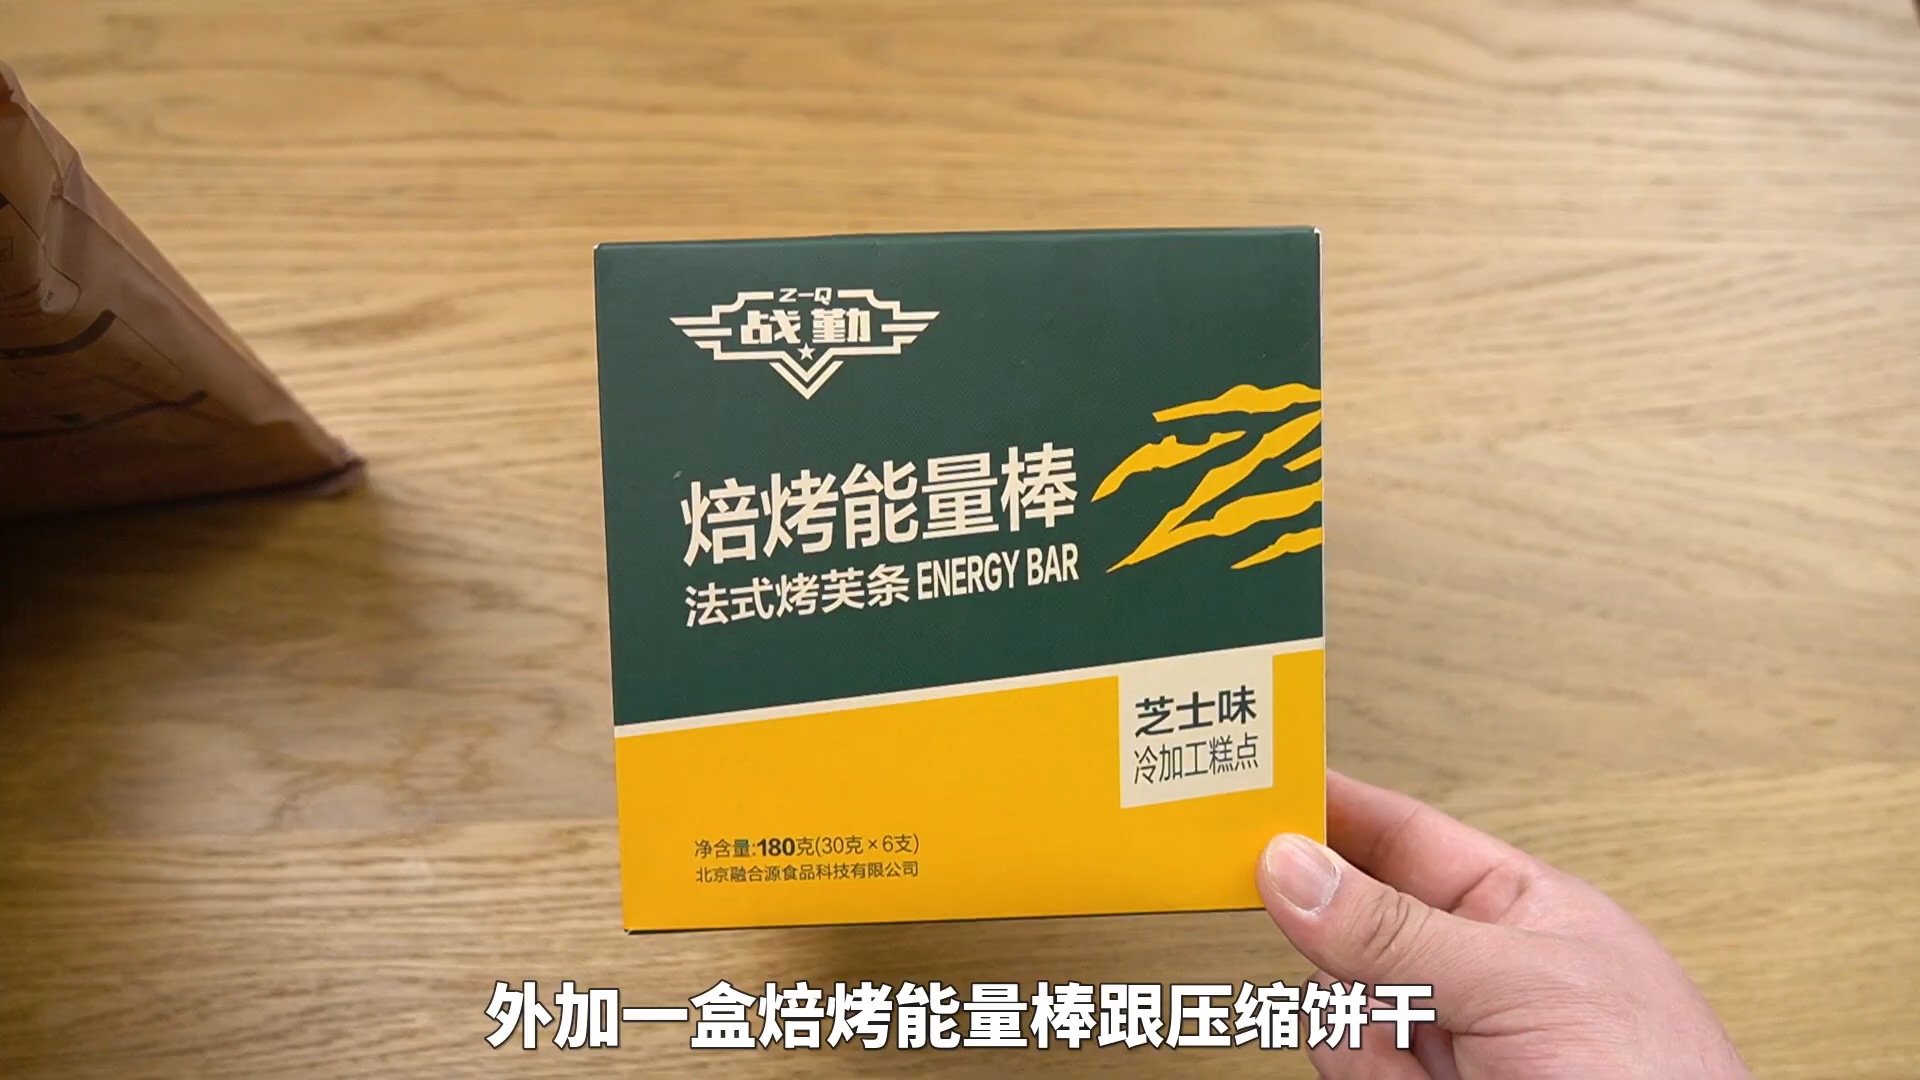 Z-Q
战勤
焙烤能量棒
法式烤芙条 ENERGY BAR
芝士味
冷加工糕点
净含量:180克(30克×6支)
北京融合源食品科技有限公司
外加一盒焙烤能量棒跟压缩饼干